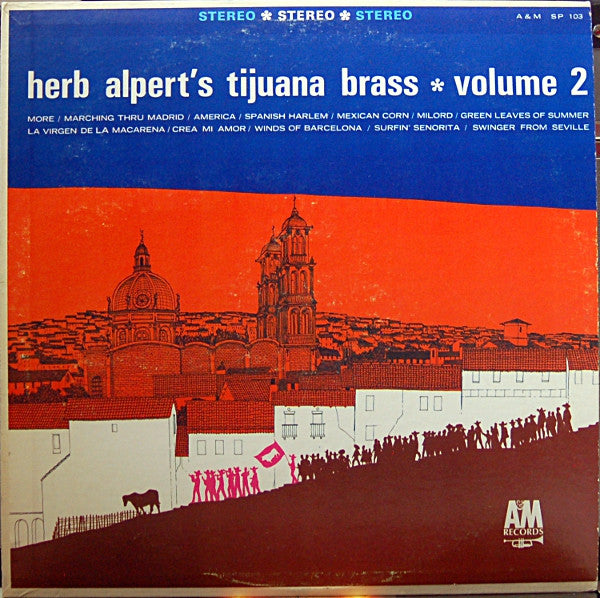 STEREO * STEREO * STEREO
A & M SP 103
herb alpert's tijuana brass * volume 2
MORE / MARCHING THRU MADRID / AMERICA / SPANISH HARLEM / MEXICAN CORN / MILORD / GREEN LEAVES OF SUMMER
LA VIRGEN DE LA MACARENA / CREA MI AMOR / WINDS OF BARCELONA / SURFIN' SENORITA / SWINGER FROM SEVILLE
A&M
RECORDS